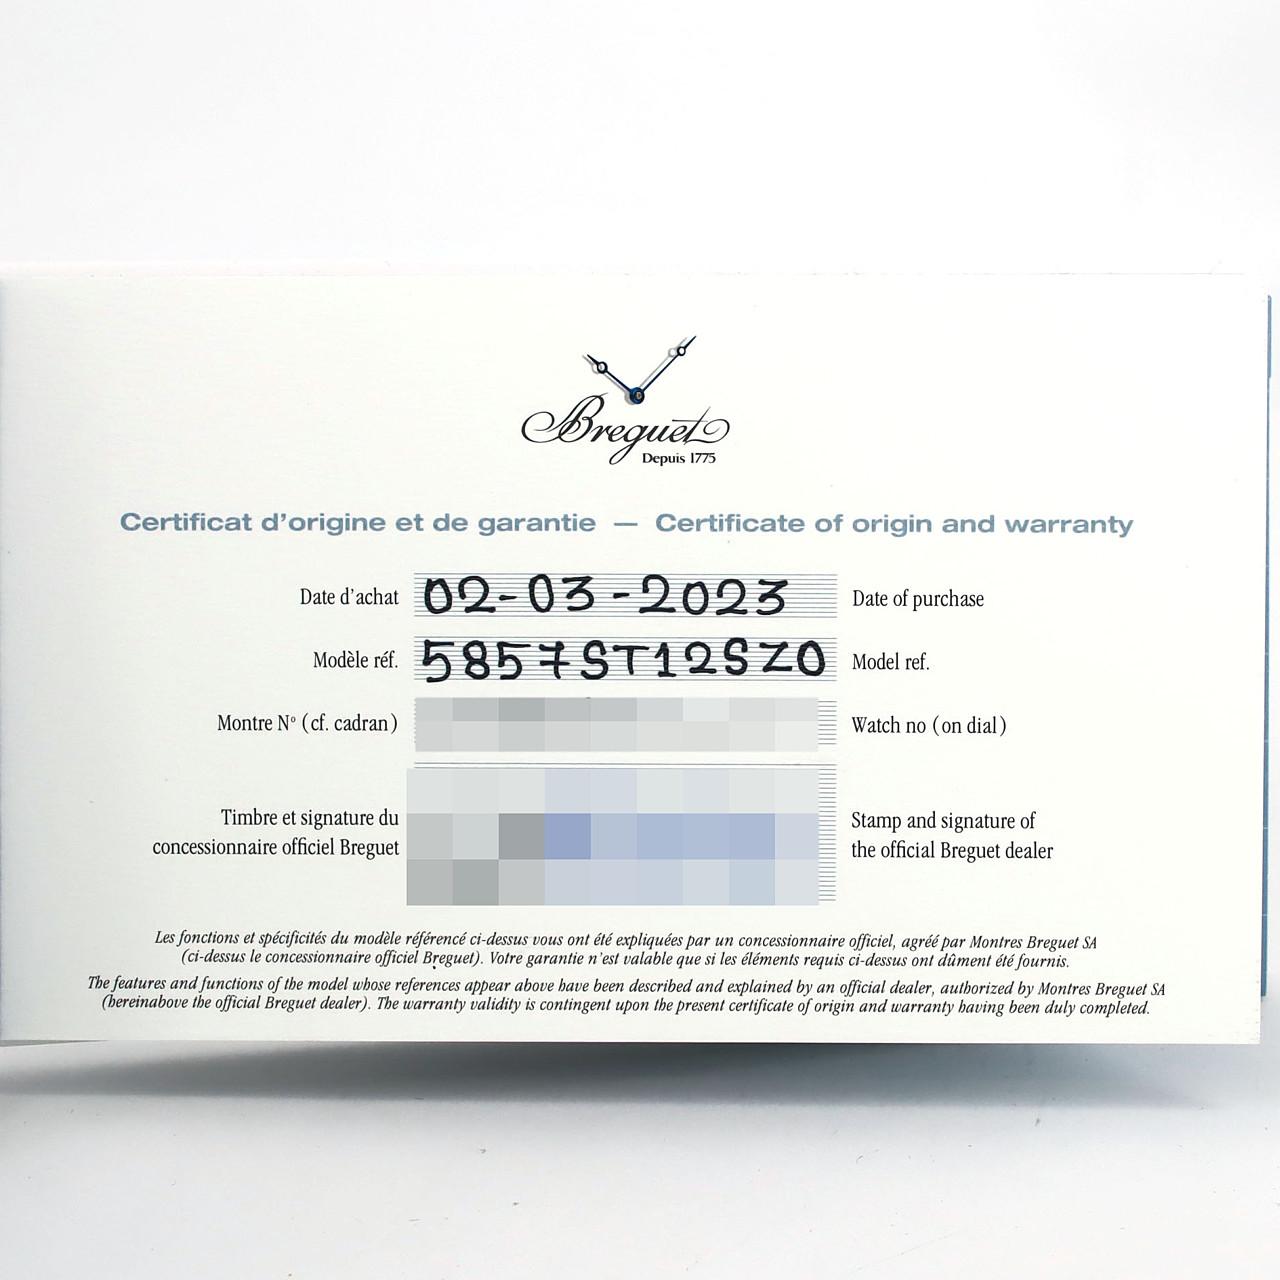 Breguet
Depuis 1775
Certificat d'origine et de garantie — Certificate of origin and warranty
Date d'achat 02-03-2023 Date of purchase
Modèle réf. 5857ST12SZ0 Model ref.
Montre N° (cf. cadran) Watch no (on dial)
Timbre et signature du Stamp and signature of
concessionnaire officiel Breguet the official Breguet dealer
Les fonctions et spécificités du modèle référencé ci-dessus vous ont été expliquées par un concessionnaire officiel, agréé par Montres Breguet SA
(ci-dessus le concessionnaire officiel Breguet). Votre garantie n'est valable que si les éléments requis ci-dessus ont dûment été fournis.
The features and functions of the model whose references appear above have been described and explained by an official dealer, authorized by Montres Breguet SA
(hereinabove the official Breguet dealer). The warranty validity is contingent upon the present certificate of origin and warranty having been duly completed.